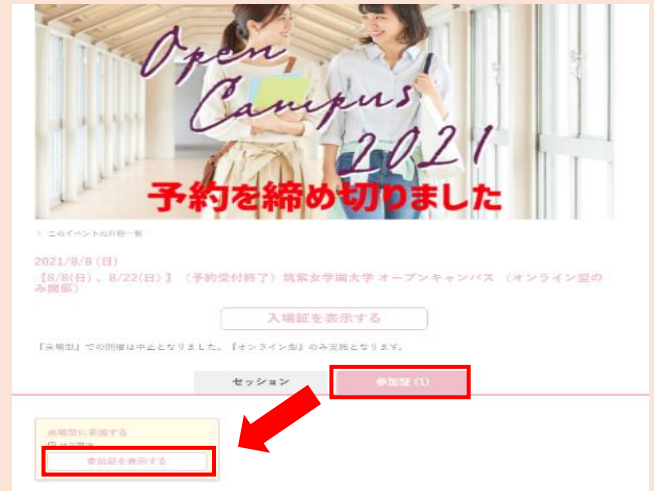 Open
Campus
2021
予約を締め切りました
< このイベントの日程一覧
2021/8/8 (日)
【8/8(日)、8/22(日)】（予約受付終了）筑紫女学園大学 オープンキャンパス （オンライン型の
み開催）
入場証を表示する
『来場型』での開催は中止となりました。『オンライン型』のみ実施となります。
セッション
参加証 (1)
来場型に参加する
参加証を表示する